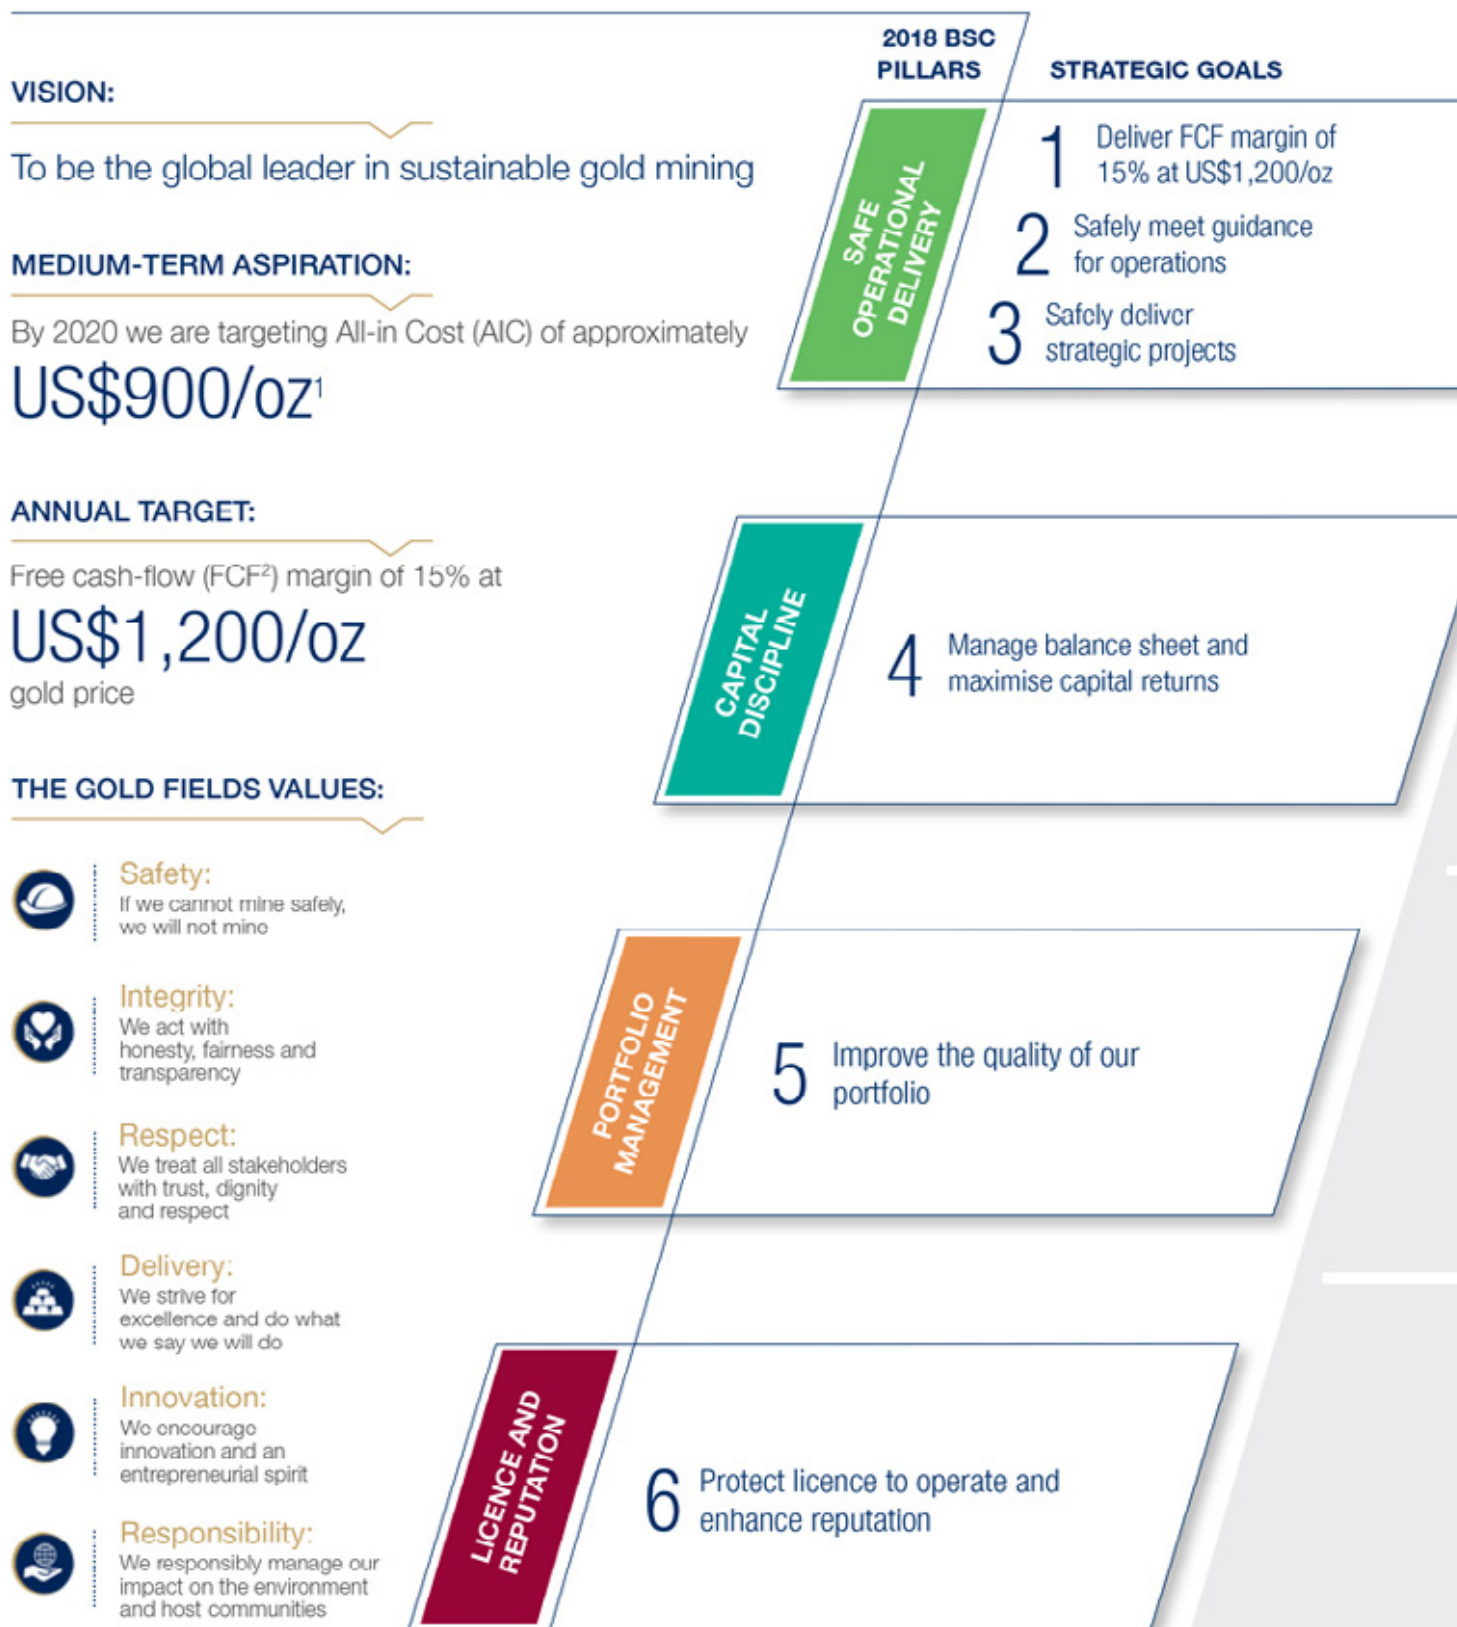 VISION:
To be the global leader in sustainable gold mining
MEDIUM-TERM ASPIRATION:
By 2020 we are targeting All-in Cost (AIC) of approximately
US$900/oz¹
ANNUAL TARGET:
Free cash-flow (FCF²) margin of 15% at
US$1,200/oz
gold price
THE GOLD FIELDS VALUES:
Safety:
If we cannot mine safely,
we will not mine
Integrity:
We act with
honesty, fairness and
transparency
Respect:
We treat all stakeholders
with trust, dignity
and respect
Delivery:
We strive for
excellence and do what
we say we will do
Innovation:
We encourage
innovation and an
entrepreneurial spirit
Responsibility:
We responsibly manage our
impact on the environment
and host communities
2018 BSC
PILLARS
STRATEGIC GOALS
SAFE
OPERATIONAL
DELIVERY
1 Deliver FCF margin of
15% at US$1,200/oz
2 Safely meet guidance
for operations
3 Safely deliver
strategic projects
CAPITAL
DISCIPLINE
4 Manage balance sheet and
maximise capital returns
PORTFOLIO
MANAGEMENT
5 Improve the quality of our
portfolio
LICENCE AND
REPUTATION
6 Protect licence to operate and
enhance reputation